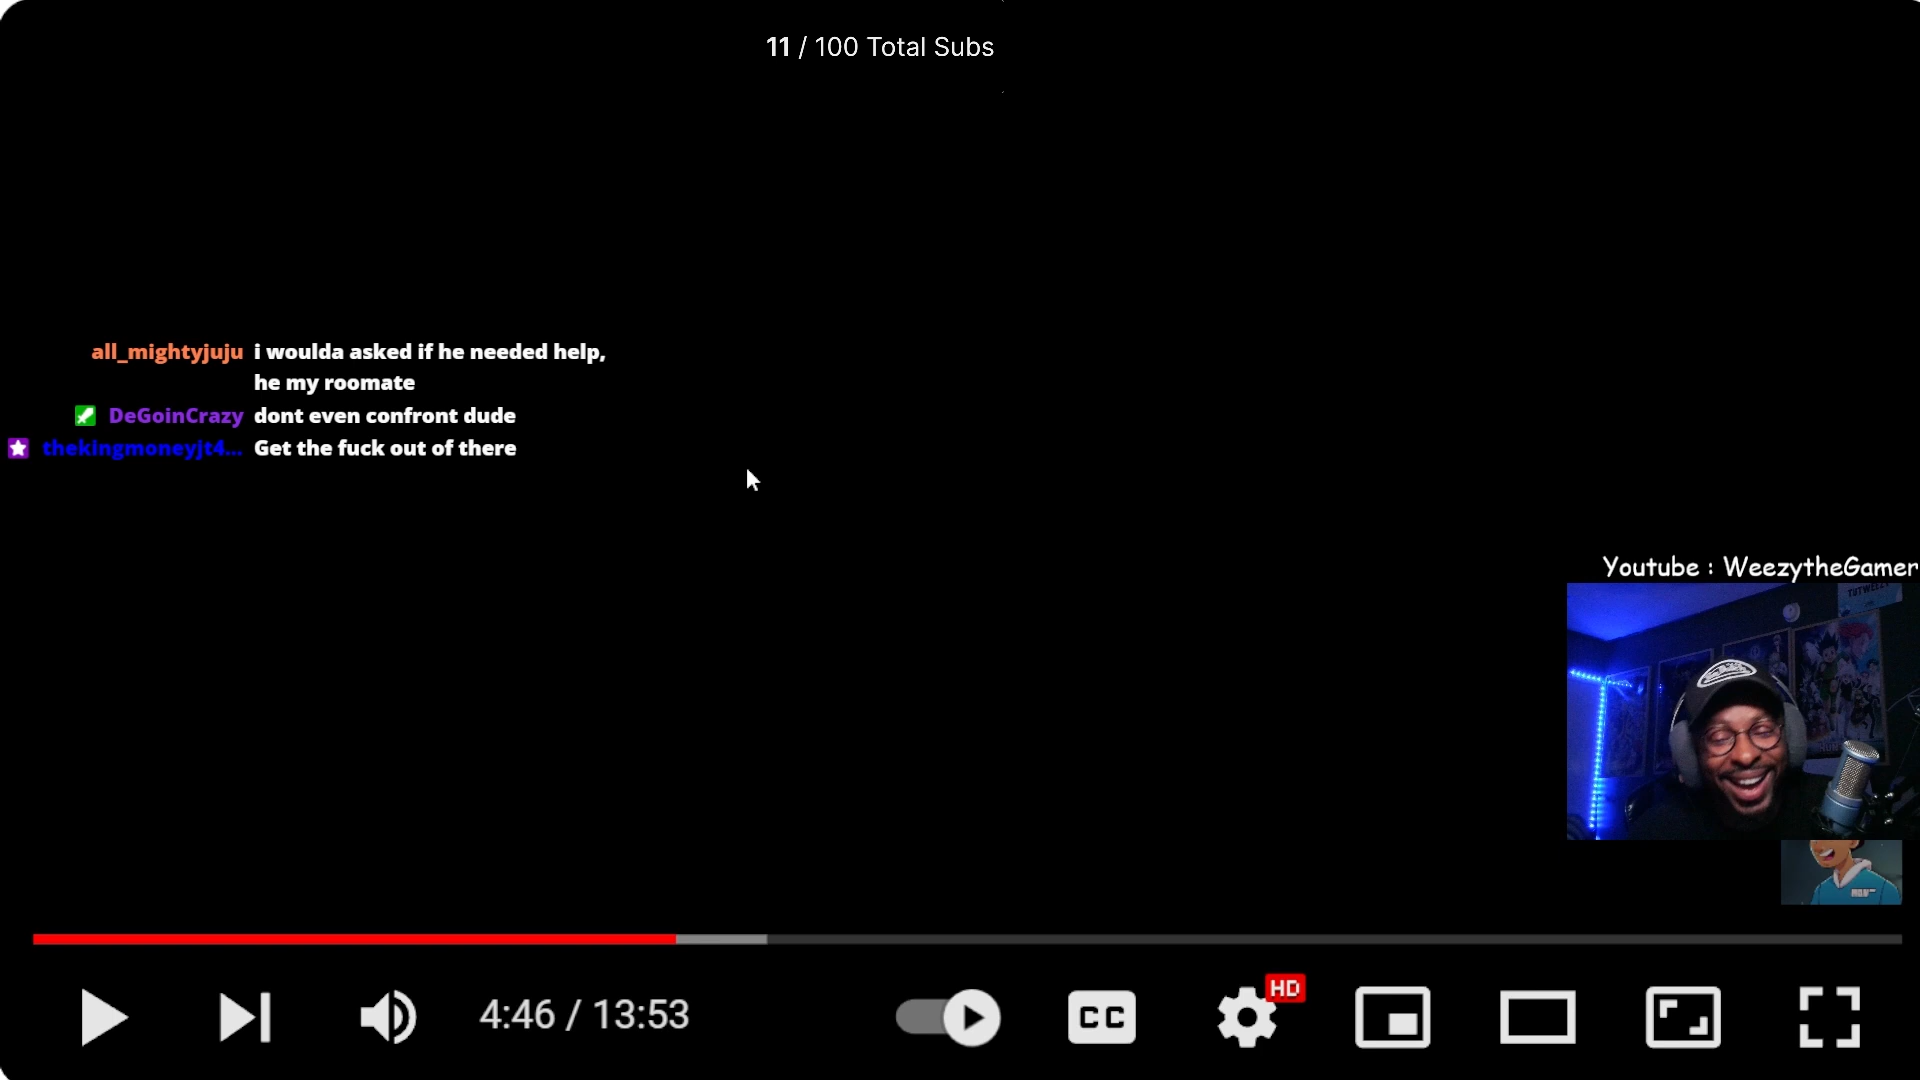 11 / 100 Total Subs
all_mightyjuju i woulda asked if he needed help,
he my roomate
DeGoinCrazy dont even confront dude
thekingmoneyjt4... Get the fuck out of there
Youtube : WeezytheGamer
HD
4:46 / 13:53
CC